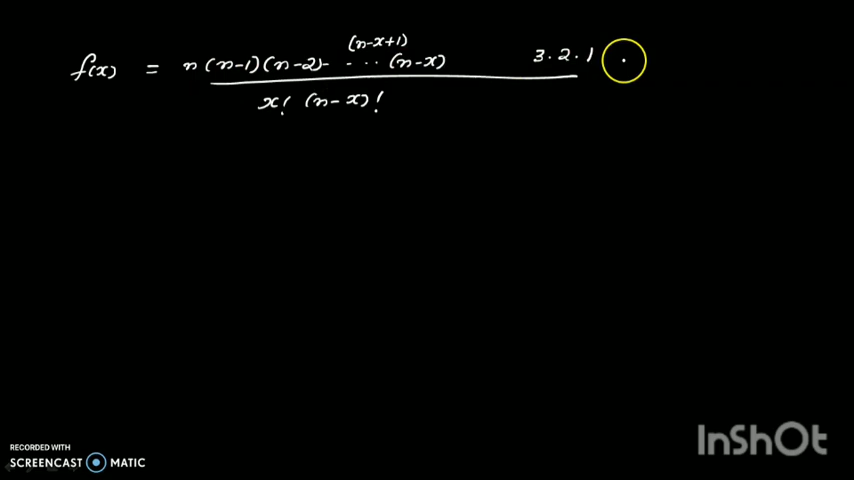 (n-x+1)
f(x) = n (n-1)(n-2)- - ·· (n-x) 3·2·1 ·
x! (n-x)!
RECORDED WITH
SCREENCAST MATIC
InShOt